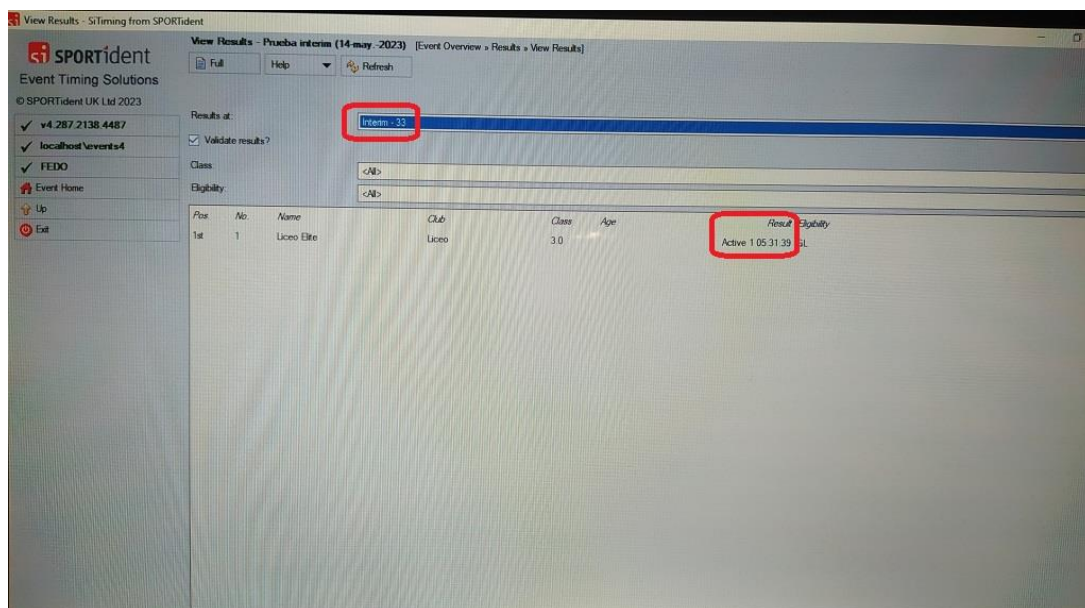 View Results - SiTiming from SPORTident
SPORTident
Event Timing Solutions
© SPORTident UK Ltd 2023
v4.287.2138.4487
localhost\events4
FEDO
Event Home
Up
Exit
View Results - Prueba interim (14-may.-2023) [Event Overview » Results » View Results]
Full Help Refresh
Results at: Interim - 33
Validate results?
Class: <All>
Eligibility: <All>
Pos No. Name Club Class Age Result Eligibility
1st 1 Liceo Elite Liceo 3.0 Active 1 05:31:39 GL